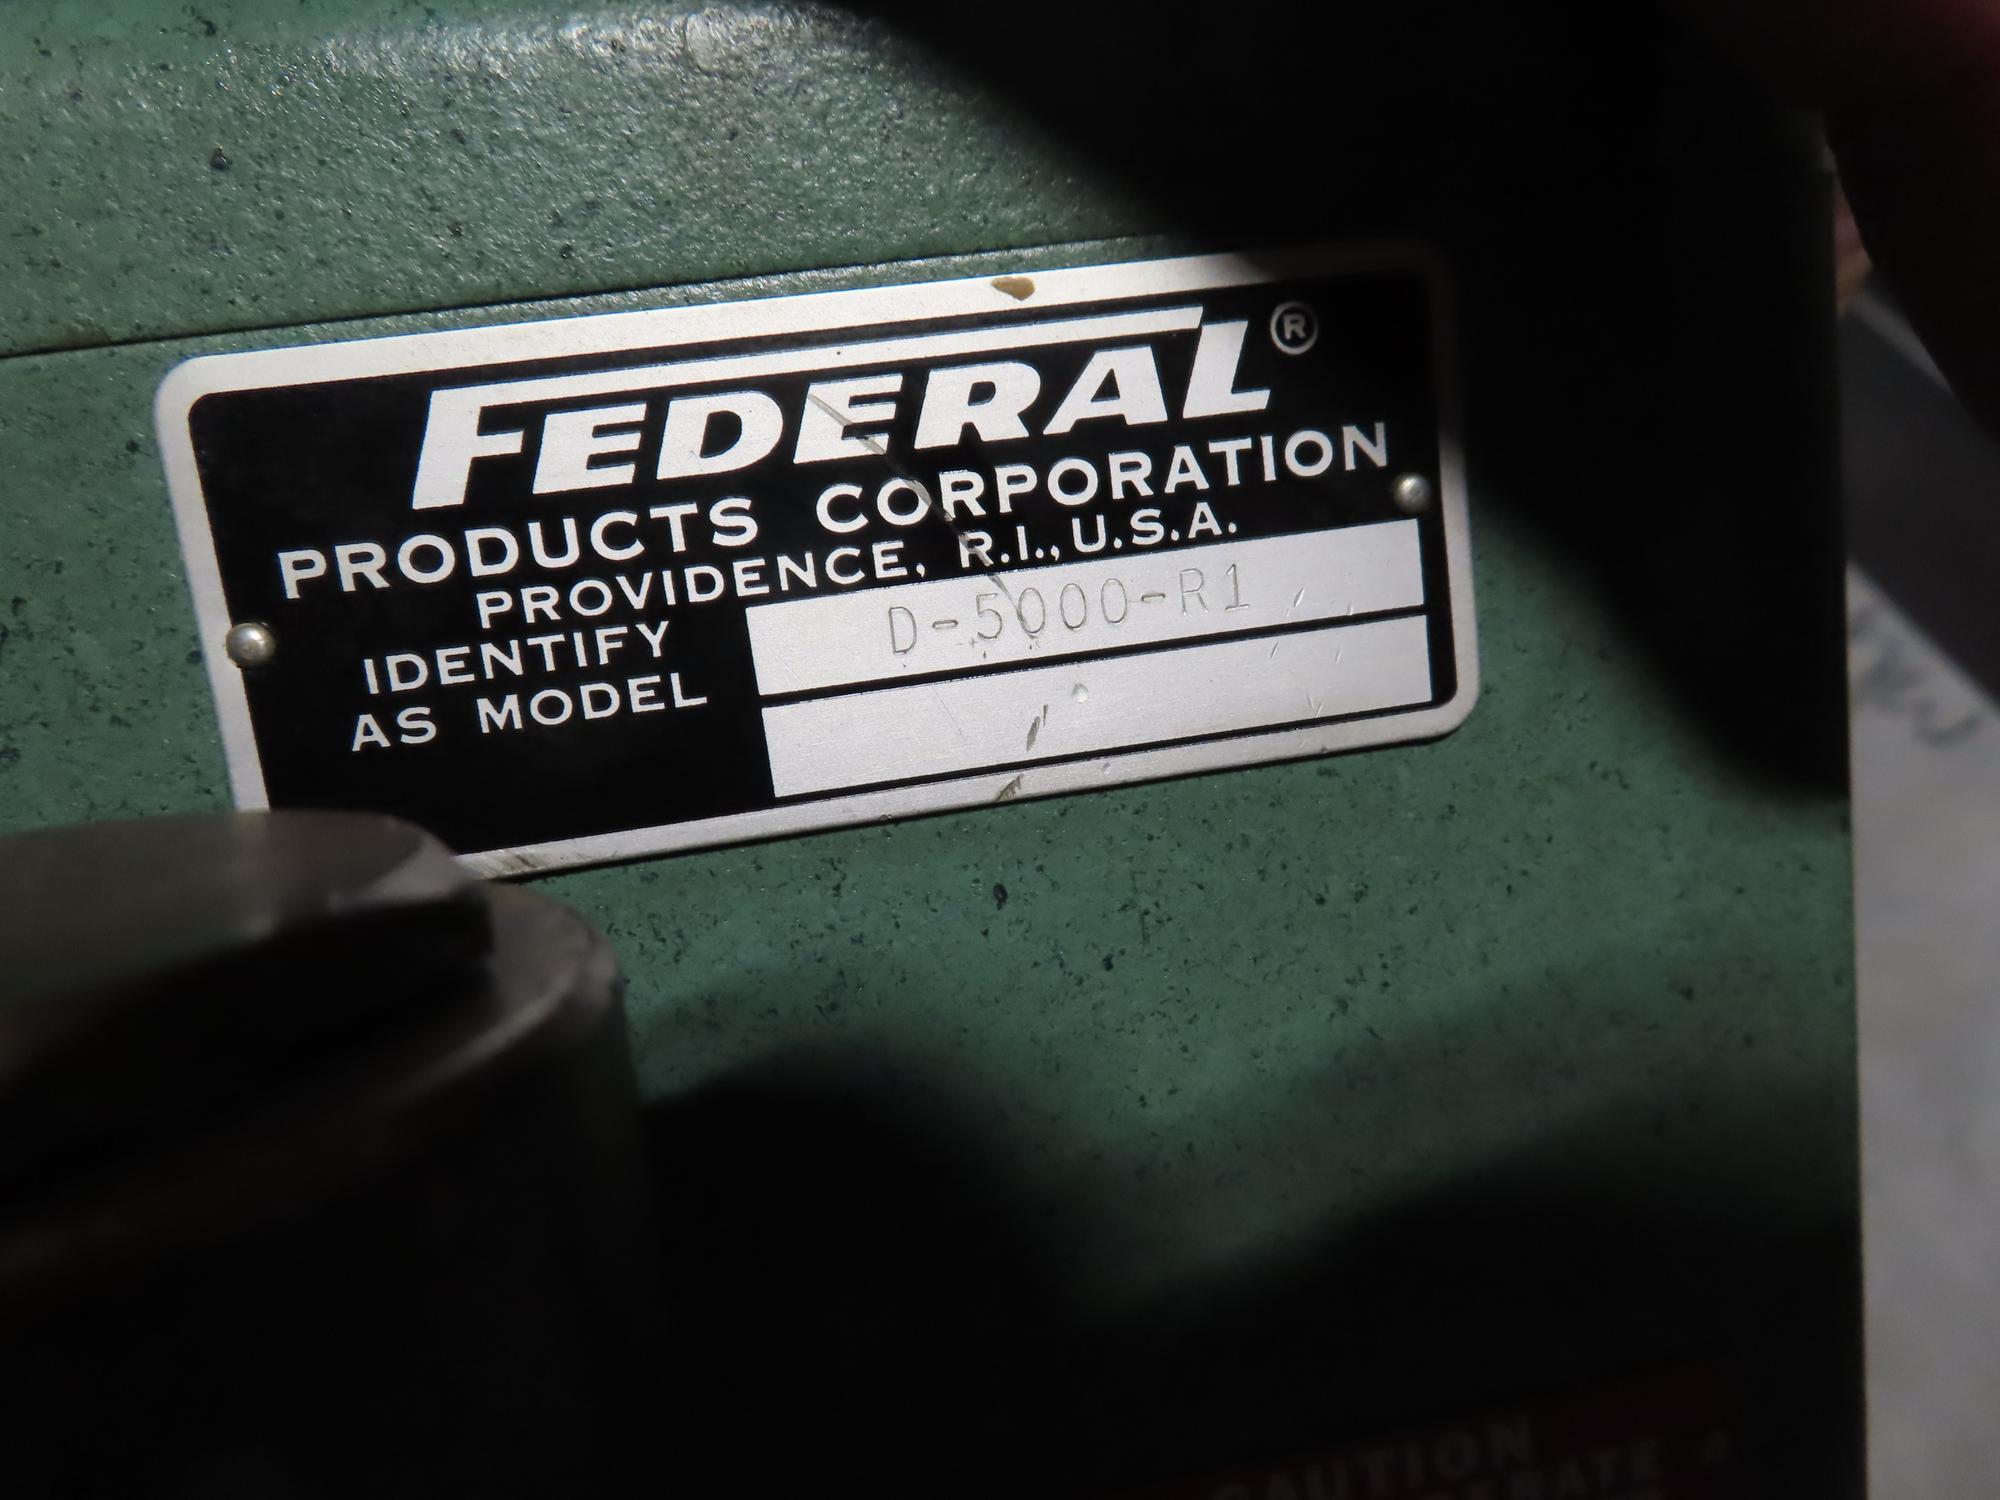 FEDERAL®
PRODUCTS CORPORATION
PROVIDENCE, R.I., U.S.A.
IDENTIFY
AS MODEL
D-5000-R1
CAUTION